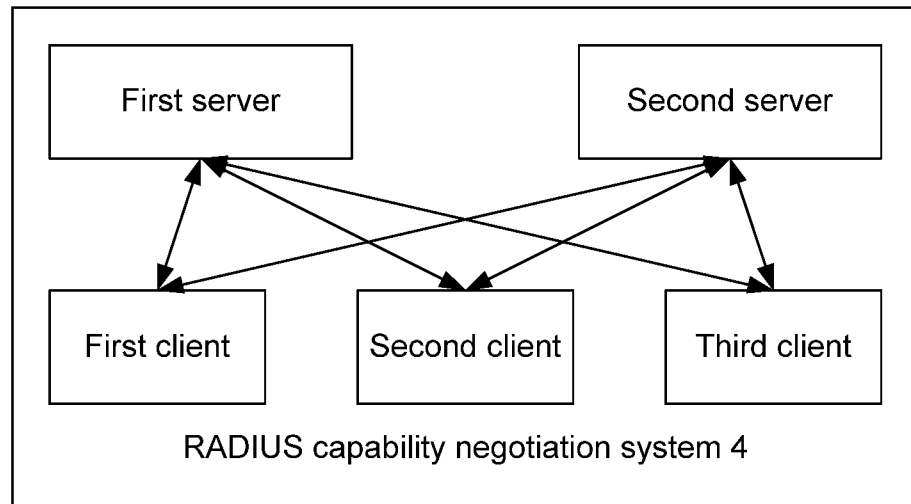 First server
Second server
First client
Second client
Third client
RADIUS capability negotiation system 4